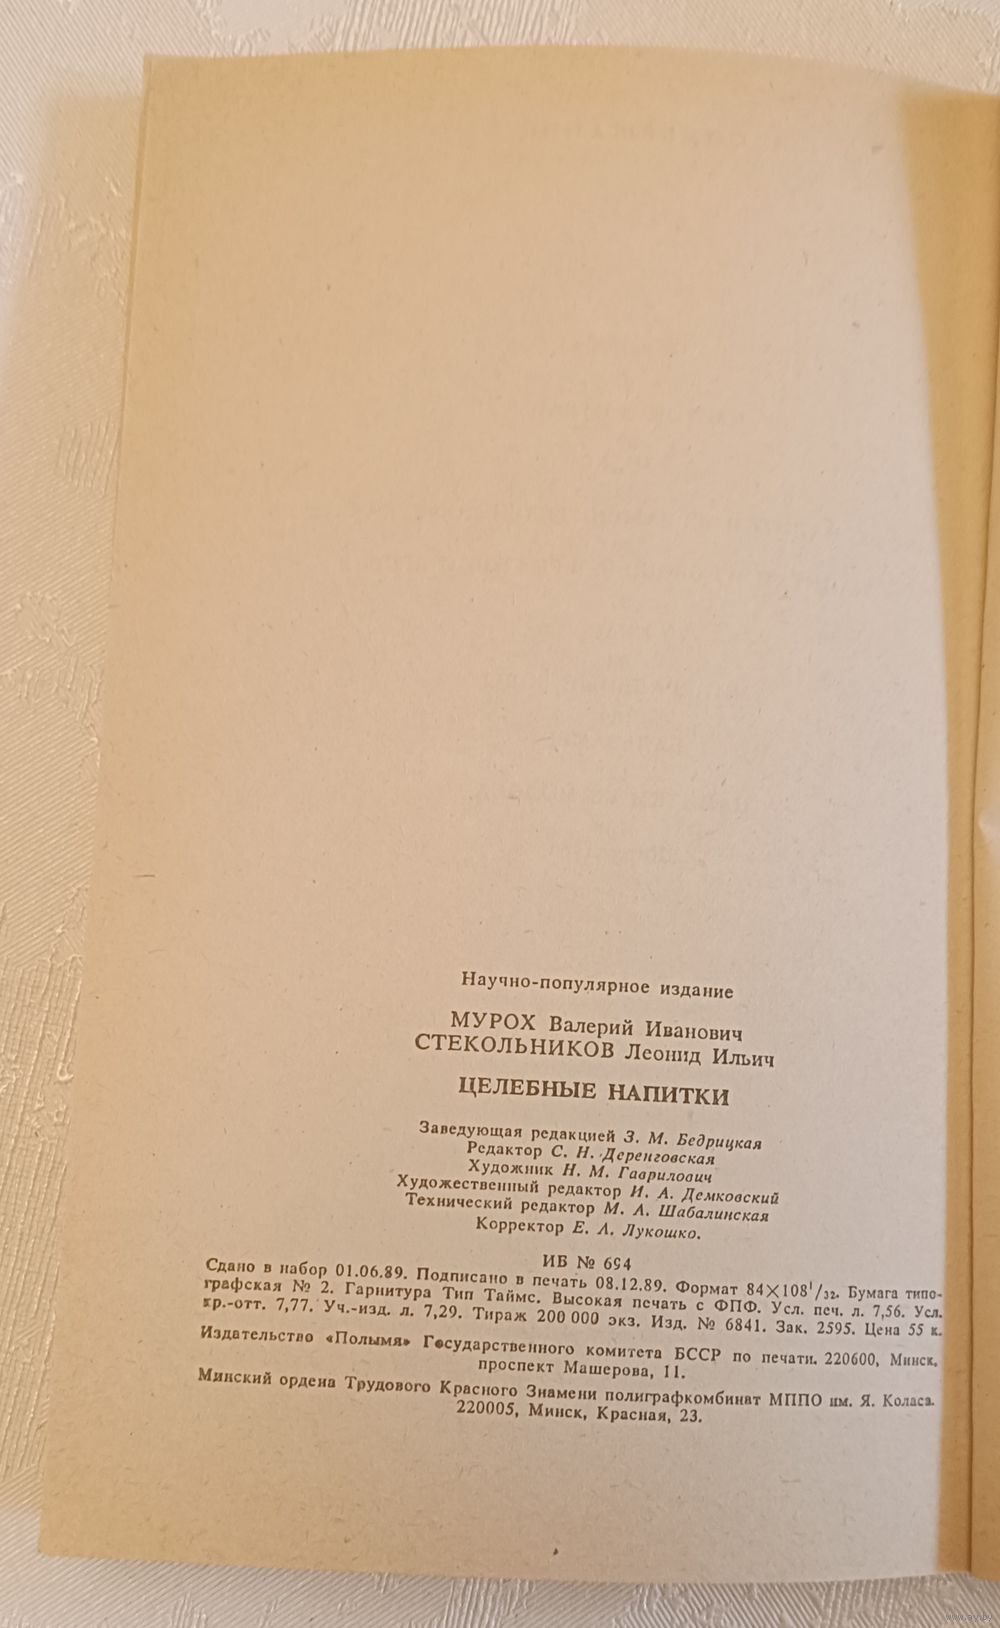 Научно-популярное издание
МУРОХ Валерий Иванович
СТЕКОЛЬНИКОВ Леонид Ильич
ЦЕЛЕБНЫЕ НАПИТКИ
Заведующая редакцией З. М. Бедрицкая
Редактор С. Н. Деренговская
Художник Н. М. Гаврилович
Художественный редактор И. А. Демковский
Технический редактор М. А. Шабалинская
Корректор Е. А. Лукошко.
ИБ № 694
Сдано в набор 01.06.89. Подписано в печать 08.12.89. Формат 84×108¹/₃₂. Бумага типо-
графская № 2. Гарнитура Тип Таймс. Высокая печать с ФПФ. Усл. печ. л. 7,56. Усл.
кр.-отт. 7,77. Уч.-изд. л. 7,29. Тираж 200 000 экз. Изд. № 6841. Зак. 2595. Цена 55 к.
Издательство «Полымя» Государственного комитета БССР по печати. 220600, Минск,
проспект Машерова, 11.
Минский ордена Трудового Красного Знамени полиграфкомбинат МППО им. Я. Коласа.
220005, Минск, Красная, 23.
www.ay.by